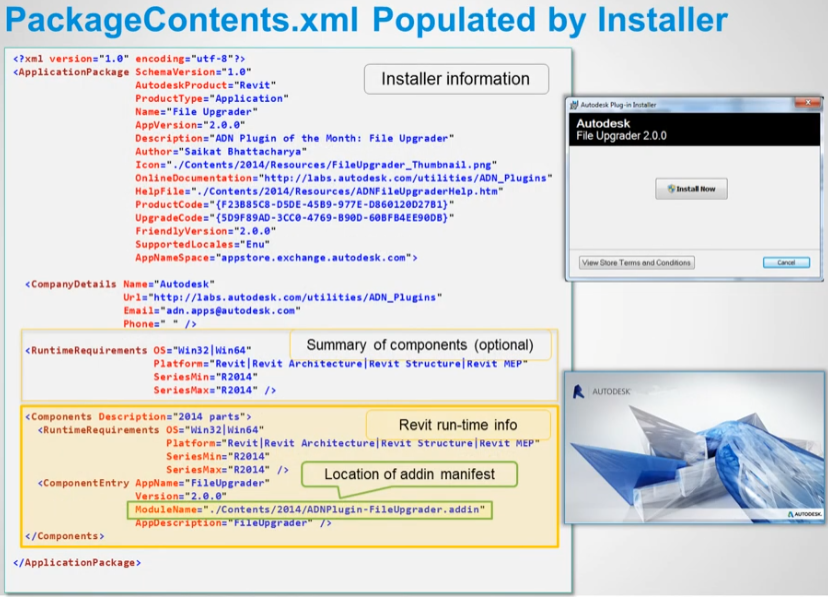 PackageContents.xml Populated by Installer
<?xml version="1.0" encoding="utf-8"?>
<ApplicationPackage SchemaVersion="1.0"
AutodeskProduct="Revit"
ProductType="Application"
Name="File Upgrader"
AppVersion="2.0.0"
Description="ADN Plugin of the Month: File Upgrader"
Author="Saikat Bhattacharya"
Icon="./Contents/2014/Resources/FileUpgrader_Thumbnail.png"
OnlineDocumentation="http://labs.autodesk.com/utilities/ADN_Plugins"
HelpFile="./Contents/2014/Resources/ADNFileUpgraderHelp.htm"
ProductCode="{F23B85C8-D5DE-45B9-977E-D860120D27B1}"
UpgradeCode="{5D9F89AD-3CC0-4769-B90D-60BFB4EE90DB}"
FriendlyVersion="2.0.0"
SupportedLocales="Enu"
AppNameSpace="appstore.exchange.autodesk.com">
<CompanyDetails Name="Autodesk"
Url="http://labs.autodesk.com/utilities/ADN_Plugins"
Email="adn.apps@autodesk.com"
Phone=" " />
<RuntimeRequirements OS="Win32|Win64"
Platform="Revit|Revit Architecture|Revit Structure|Revit MEP"
SeriesMin="R2014"
SeriesMax="R2014" />
<Components Description="2014 parts">
<RuntimeRequirements OS="Win32|Win64"
Platform="Revit|Revit Architecture|Revit Structure|Revit MEP"
SeriesMin="R2014"
SeriesMax="R2014" />
<ComponentEntry AppName="FileUpgrader"
Version="2.0.0"
ModuleName="./Contents/2014/ADNPlugin-FileUpgrader.addin"
AppDescription="FileUpgrader" />
</Components>
</ApplicationPackage>
Installer information
Summary of components (optional)
Revit run-time info
Location of addin manifest
Autodesk Plug-in Installer
Autodesk
File Upgrader 2.0.0
Install Now
View Store Terms and Conditions
Cancel
AUTODESK
AUTODESK.